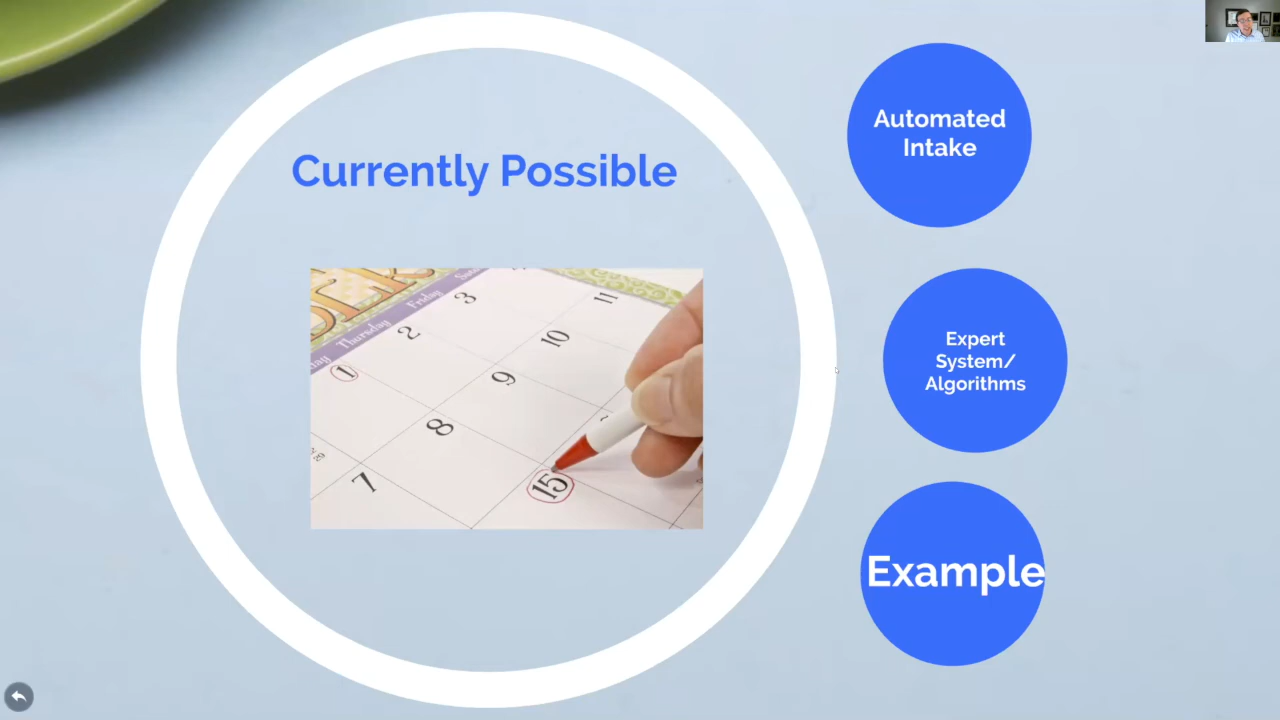 Currently Possible
Automated
Intake
Expert
System/
Algorithms
Example
Thursday
Friday
1
2
3
7
8
9
10
11
15